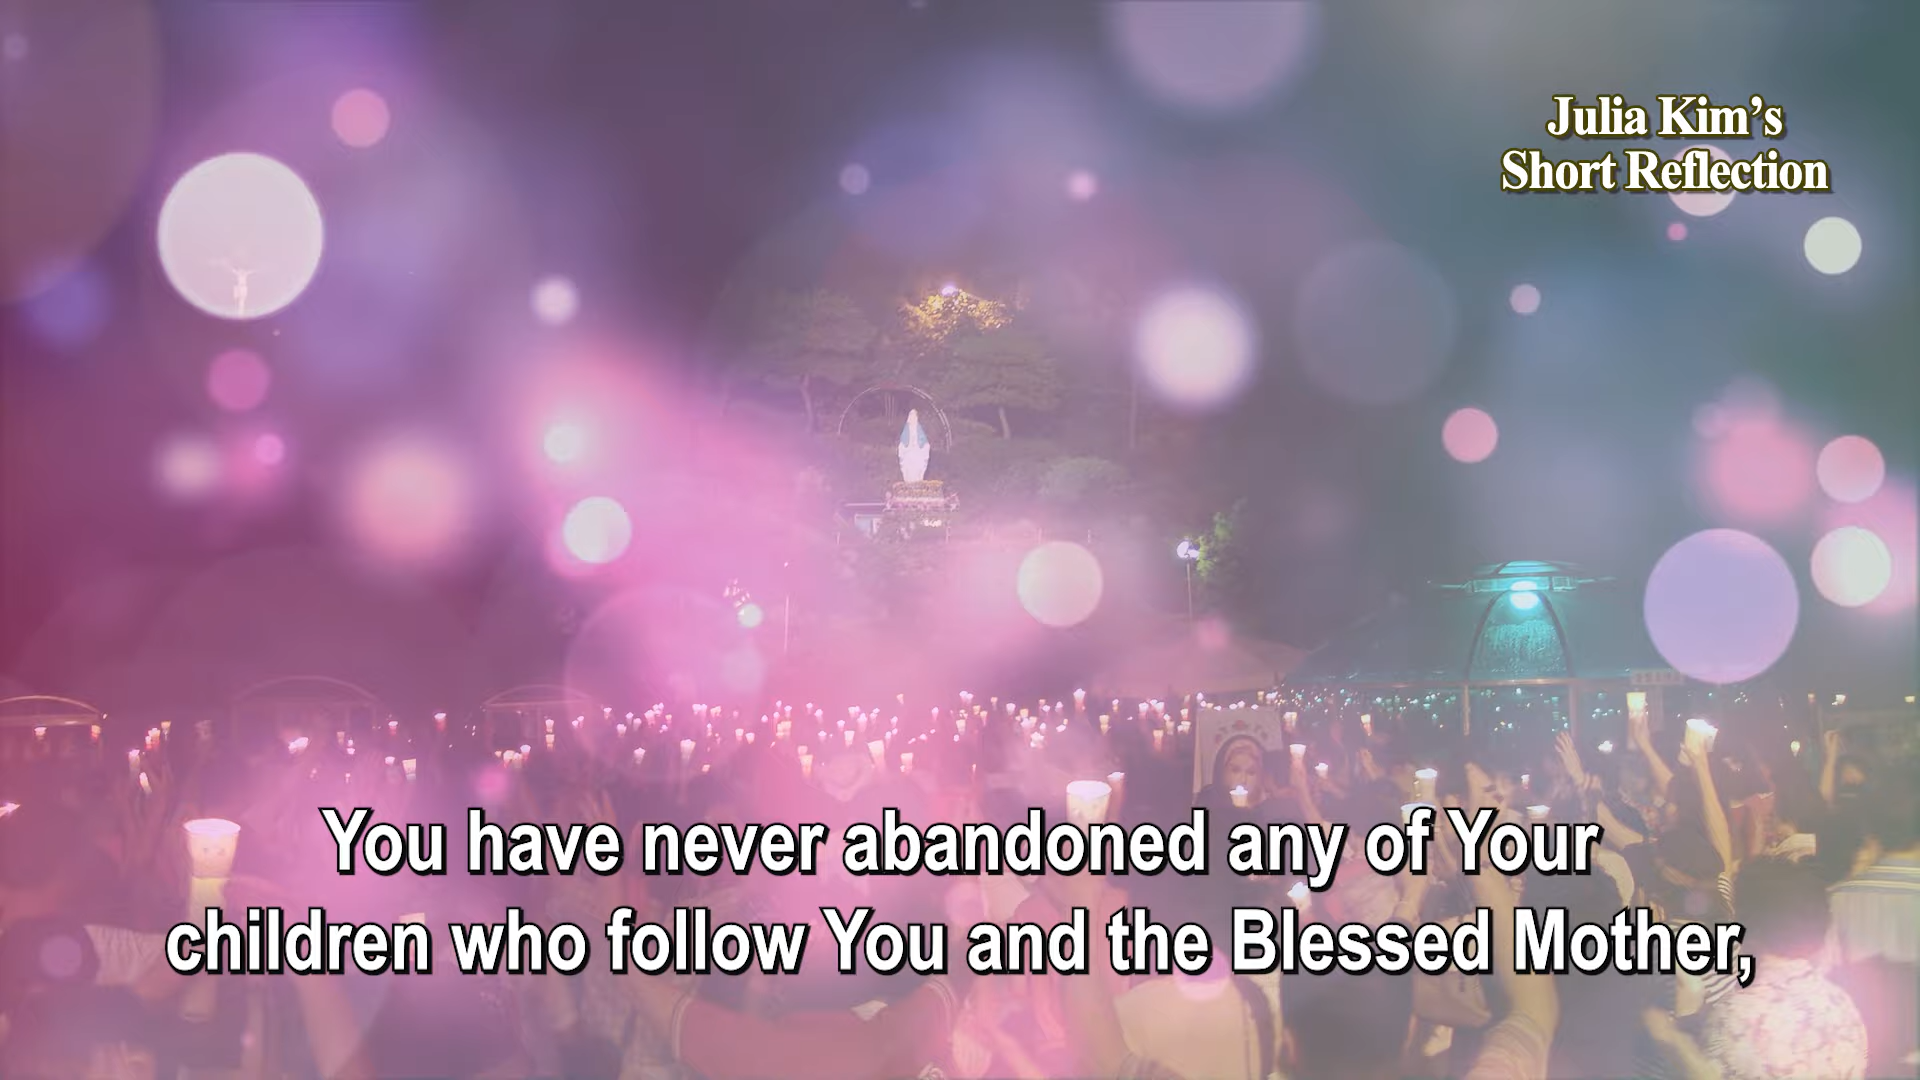 Julia Kim’s
Short Reflection
You have never abandoned any of Your
children who follow You and the Blessed Mother,